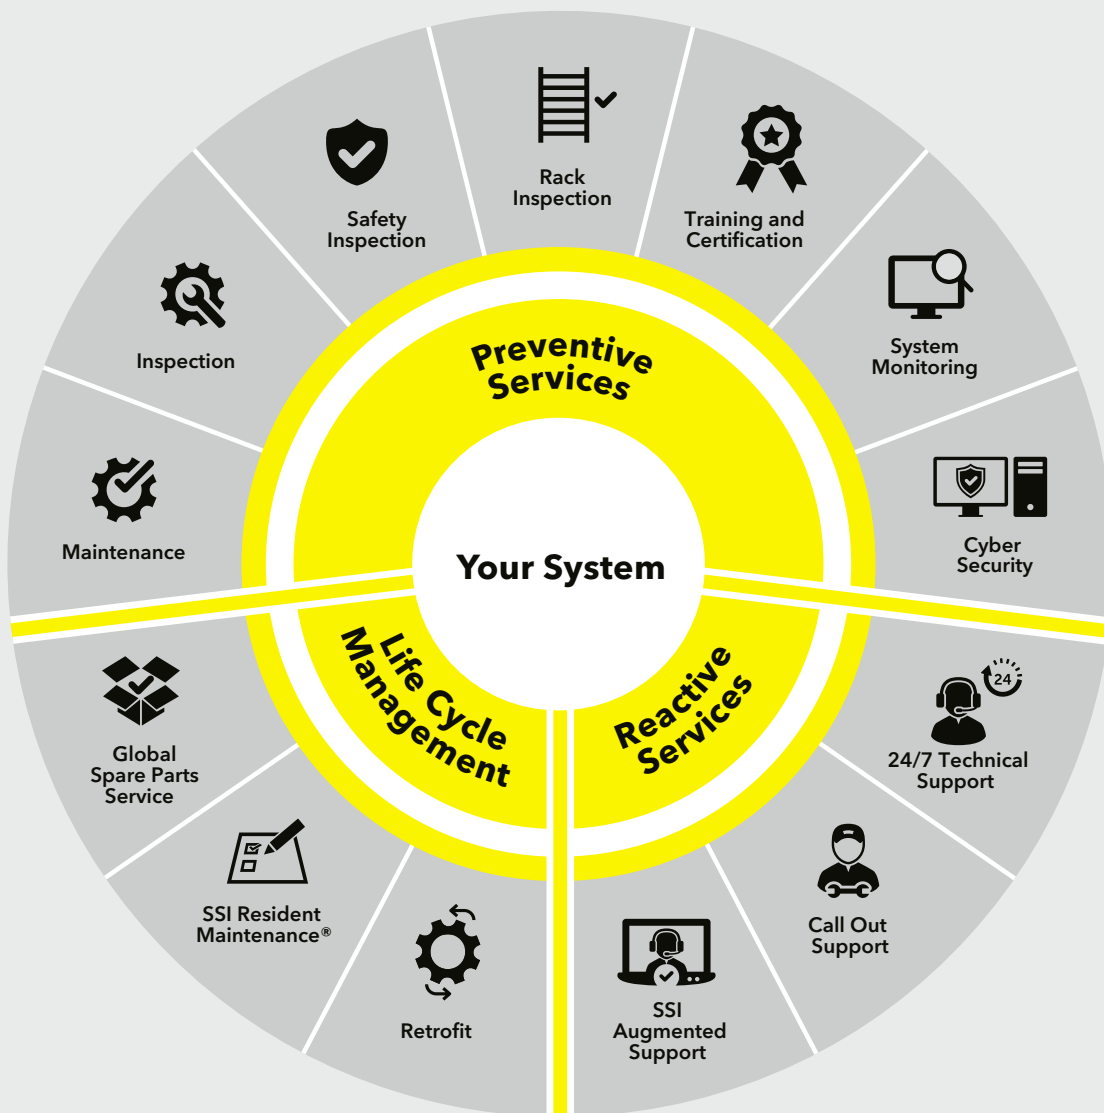 Rack
Inspection
Safety
Inspection
Training and
Certification
Inspection
System
Monitoring
Maintenance
Cyber
Security
Preventive
Services
Your System
Life Cycle
Management
Reactive
Services
Global
Spare Parts
Service
24
24/7 Technical
Support
SSI Resident
Maintenance®
Call Out
Support
Retrofit
SSI
Augmented
Support